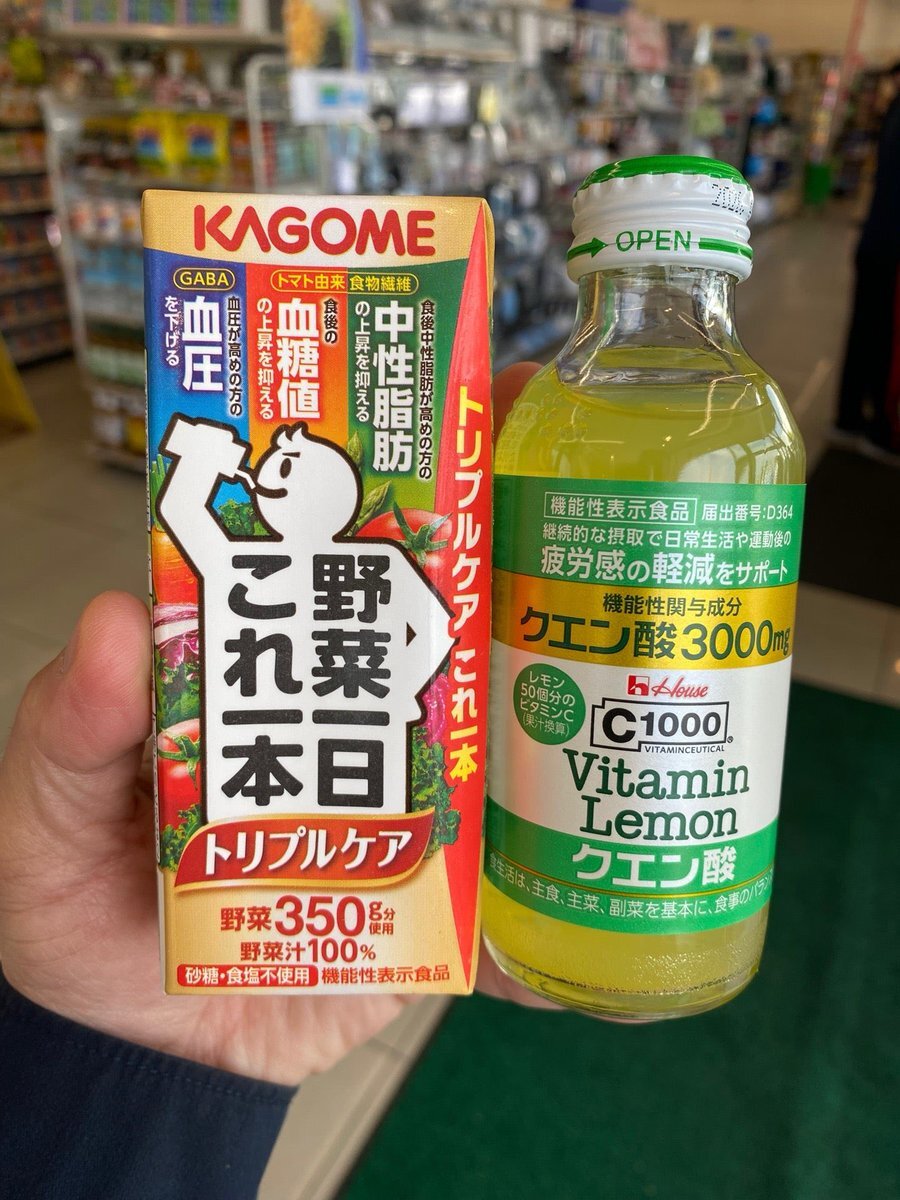 KAGOME
GABA
血圧が高めの方の
血圧
を下げる
トマト由来 食物繊維
食後の
血糖値
の上昇を抑える
食後中性脂肪が高めの方の
中性脂肪
の上昇を抑える
トリプルケア これ一本
野菜一日
これ一本
トリプルケア
野菜350g分
使用
野菜汁100%
砂糖・食塩不使用 機能性表示食品
OPEN
機能性表示食品 届出番号:D364
継続的な摂取で日常生活や運動後の
疲労感の軽減をサポート
機能性関与成分
クエン酸3000mg
レモン
50個分の
ビタミンC
(果汁換算)
House
C1000
VITAMINCEUTICAL
Vitamin
Lemon
クエン酸
食生活は、主食、主菜、副菜を基本に、食事のバランス